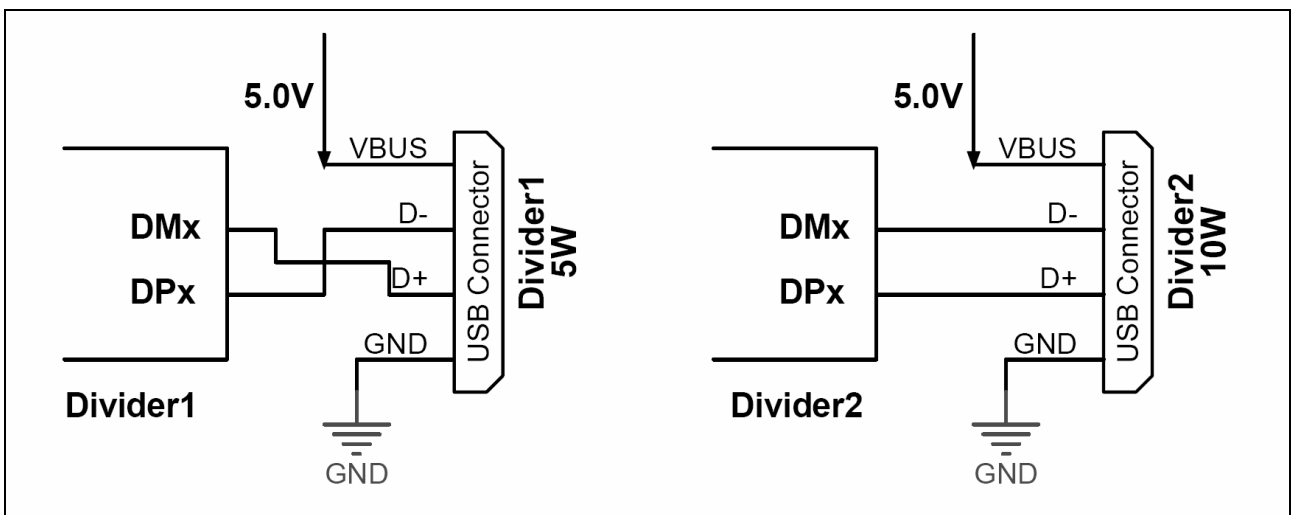 5.0V
VBUS
DMx
D-
DPx
D+
GND
USB Connector
Divider1
5W
Divider1
GND
5.0V
VBUS
DMx
D-
DPx
D+
GND
USB Connector
Divider2
10W
Divider2
GND